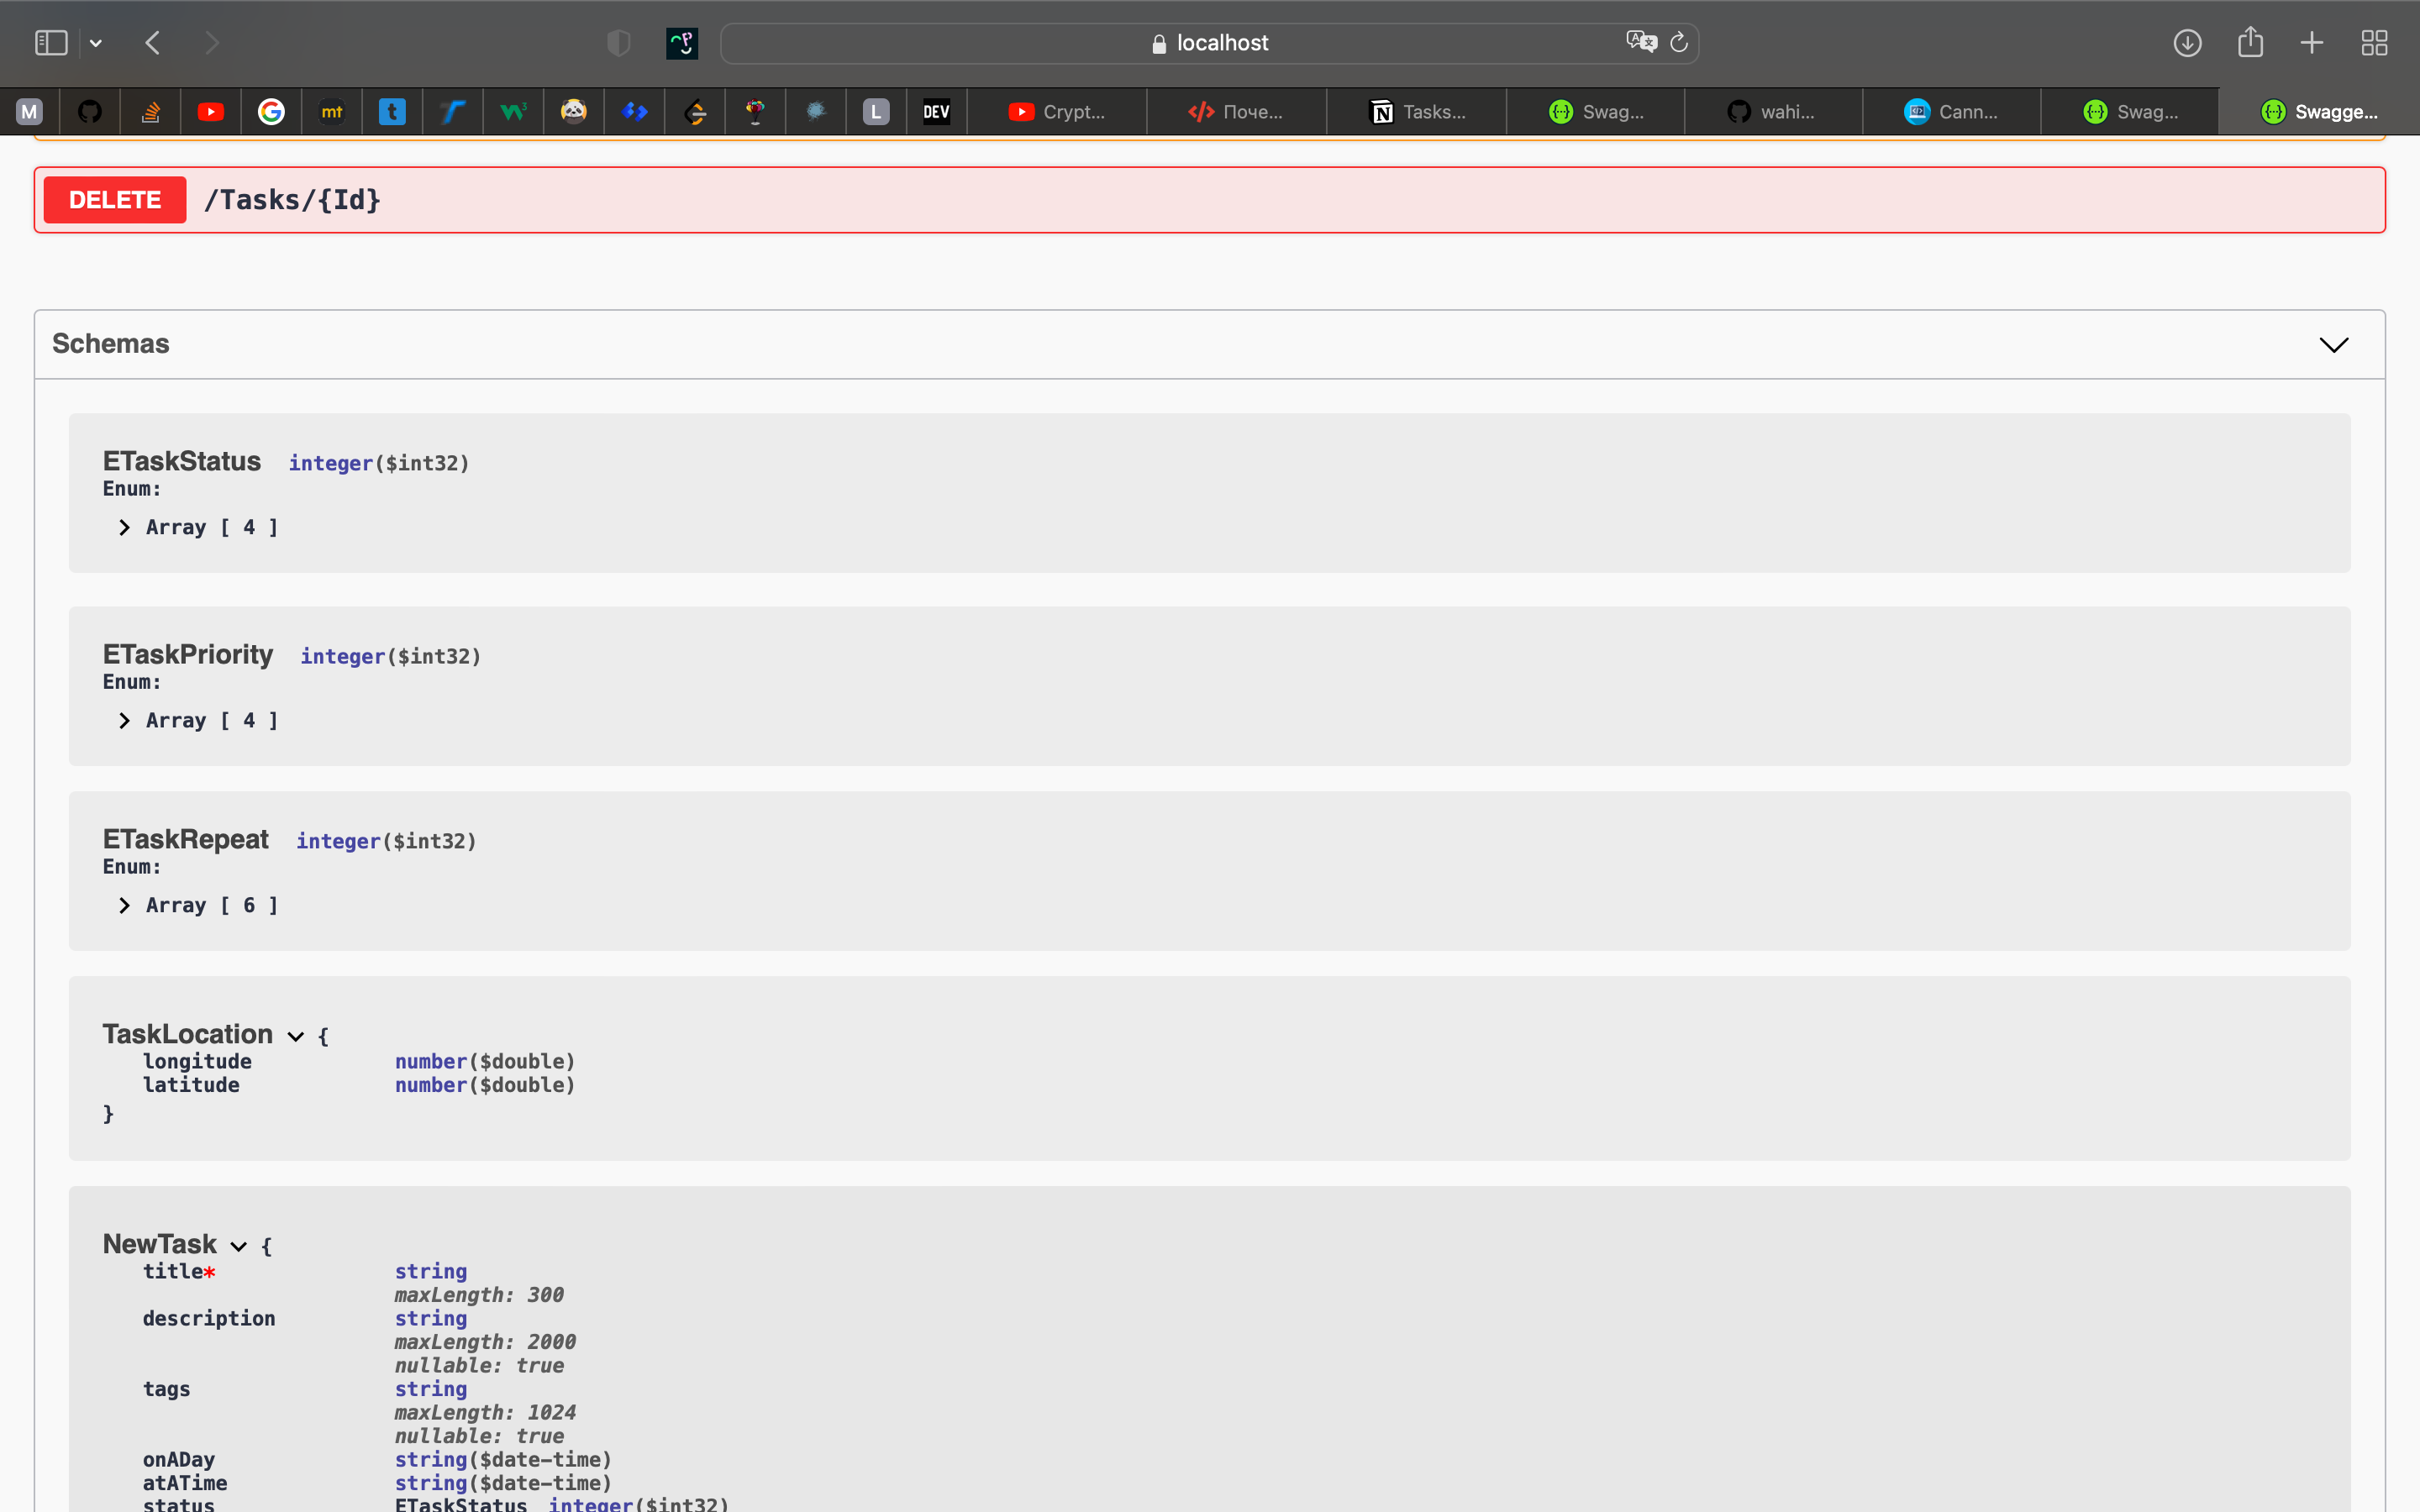 localhost
M mt t W3 L DEV Crypt... Поче... Tasks... Swag... wahi... Cann... Swag... Swagge...
DELETE /Tasks/{Id}
Schemas
ETaskStatus integer($int32)
Enum:
Array [ 4 ]
ETaskPriority integer($int32)
Enum:
Array [ 4 ]
ETaskRepeat integer($int32)
Enum:
Array [ 6 ]
TaskLocation {
longitude number($double)
latitude number($double)
}
NewTask {
title* string
maxLength: 300
description string
maxLength: 2000
nullable: true
tags string
maxLength: 1024
nullable: true
onADay string($date-time)
atATime string($date-time)
status ETaskStatus integer($int32)